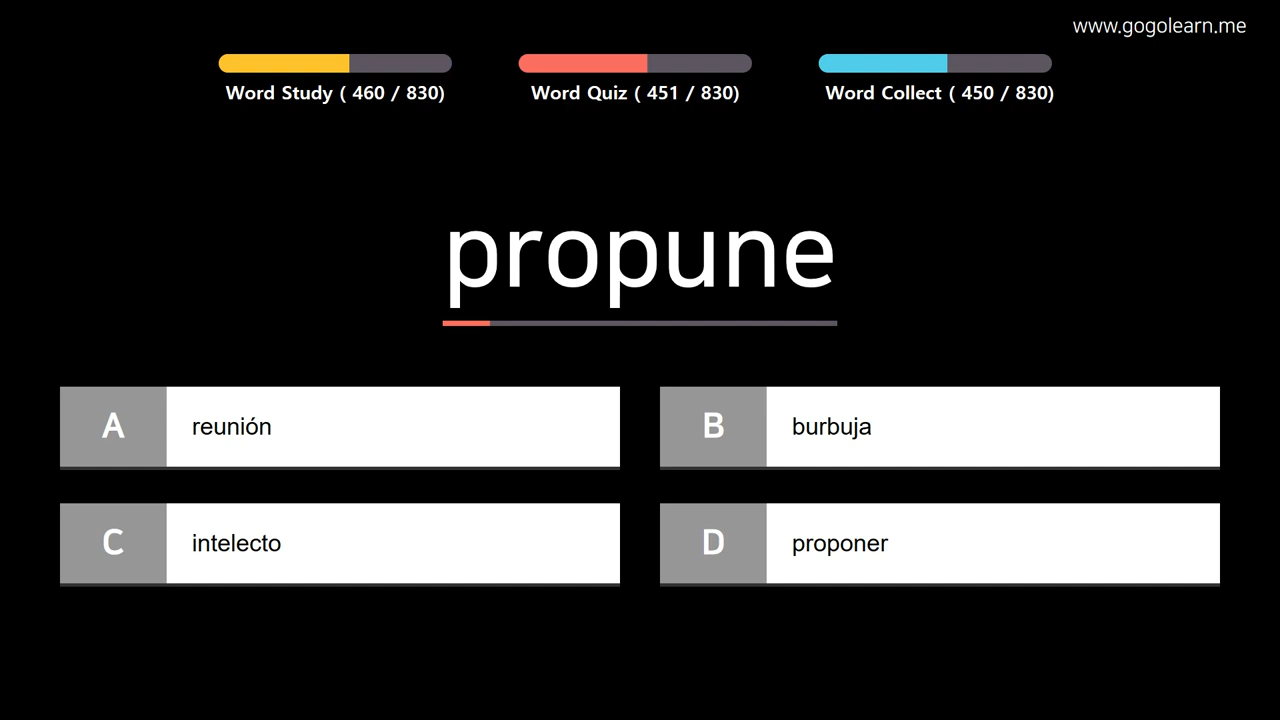 www.gogolearn.me
Word Study ( 460 / 830)
Word Quiz ( 451 / 830)
Word Collect ( 450 / 830)
propune
A reunión
B burbuja
C intelecto
D proponer